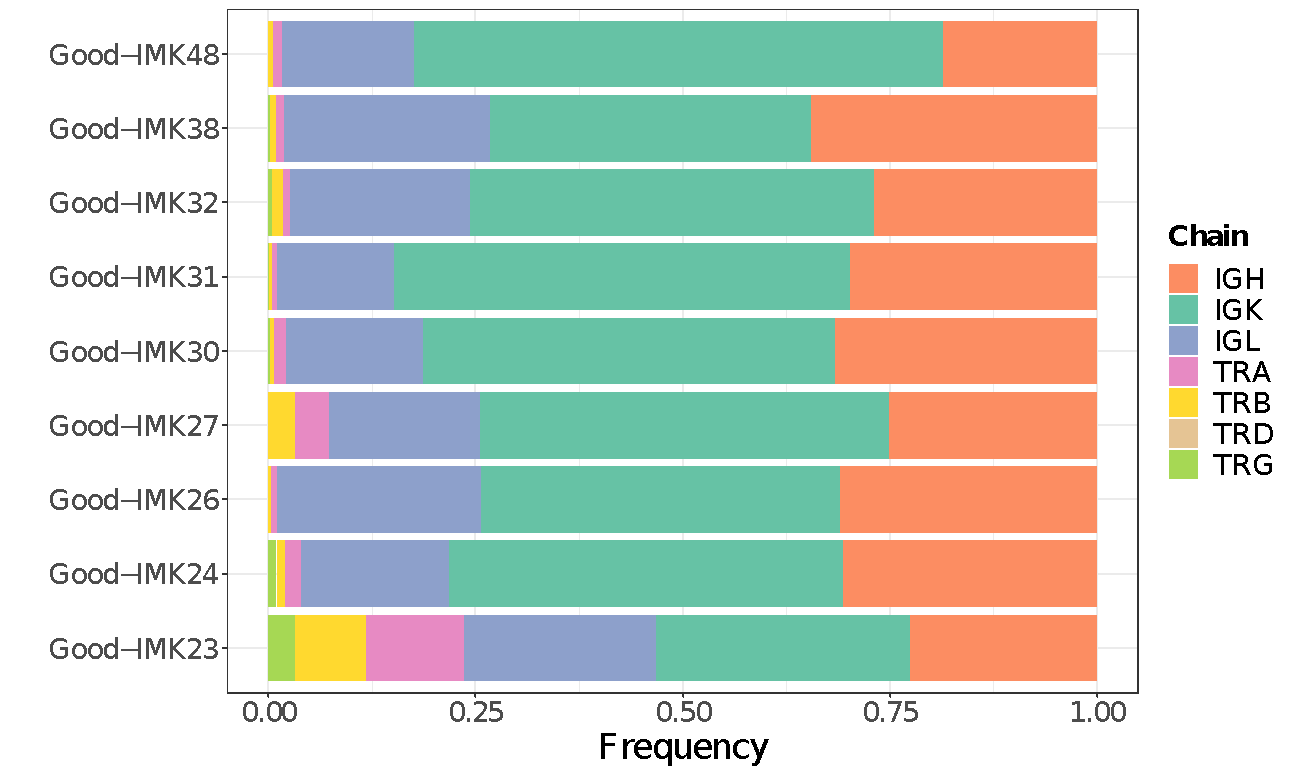 Good–IMK48
Good–IMK38
Good–IMK32
Good–IMK31
Good–IMK30
Good–IMK27
Good–IMK26
Good–IMK24
Good–IMK23
0.00 0.25 0.50 0.75 1.00
Frequency
Chain
IGH
IGK
IGL
TRA
TRB
TRD
TRG